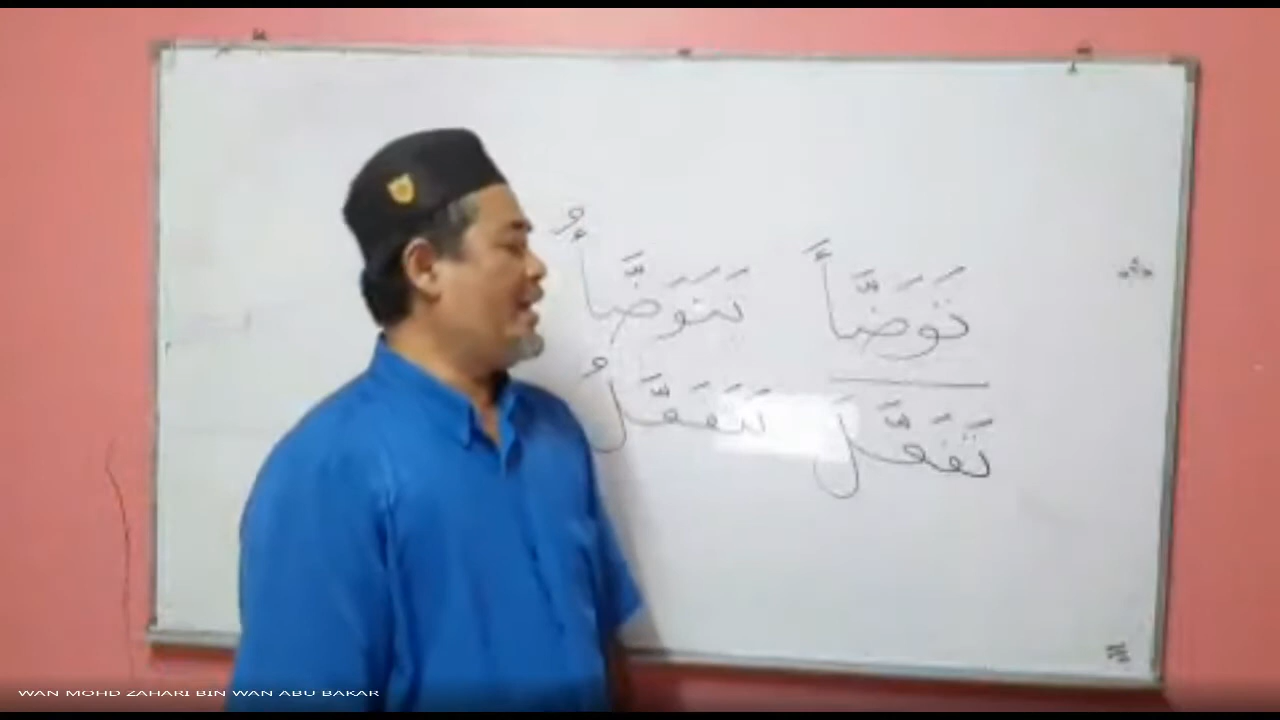 تَوَضَّأَ يَتَوَضَّأُ
تَفَعَّلَ يَتَفَعَّلُ
WAN MOHD ZAHARI BIN WAN ABU BAKAR